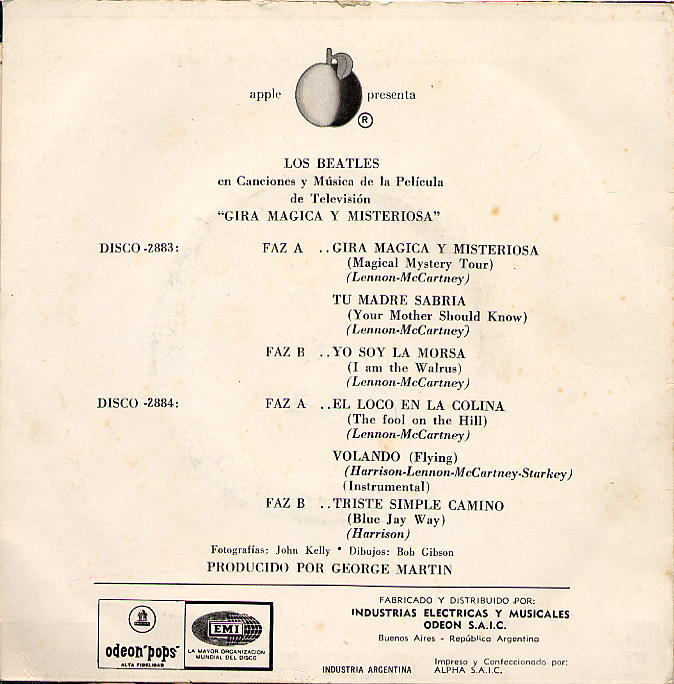 apple presenta
®
LOS BEATLES
en Canciones y Música de la Película
de Televisión
“GIRA MAGICA Y MISTERIOSA”
DISCO -2883: FAZ A ..GIRA MAGICA Y MISTERIOSA
(Magical Mystery Tour)
(Lennon-McCartney)
TU MADRE SABRIA
(Your Mother Should Know)
(Lennon-McCartney)
FAZ B ..YO SOY LA MORSA
(I am the Walrus)
(Lennon-McCartney)
DISCO -2884: FAZ A ..EL LOCO EN LA COLINA
(The fool on the Hill)
(Lennon-McCartney)
VOLANDO (Flying)
(Harrison-Lennon-McCartney-Starkey)
(Instrumental)
FAZ B ..TRISTE SIMPLE CAMINO
(Blue Jay Way)
(Harrison)
Fotografías: John Kelly • Dibujos: Bob Gibson
PRODUCIDO POR GEORGE MARTIN
odeon "pops"
ALTA FIDELIDAD
EMI
LA MAYOR ORGANIZACION
MUNDIAL DEL DISCO
FABRICADO Y DISTRIBUIDO POR:
INDUSTRIAS ELECTRICAS Y MUSICALES
ODEON S.A.I.C.
Buenos Aires - República Argentina
INDUSTRIA ARGENTINA
Impreso y Confeccionado por:
ALPHA S.A.I.C.